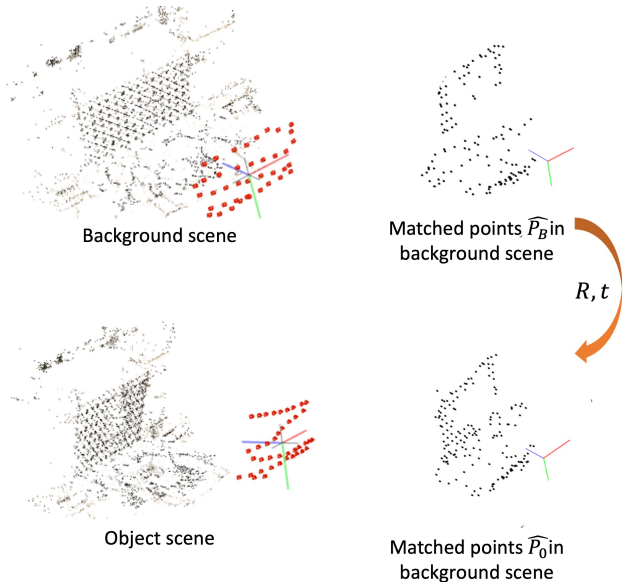 Background scene
Matched points $\widehat{P_B}$in
background scene
$R, t$
Object scene
Matched points $\widehat{P_0}$in
background scene